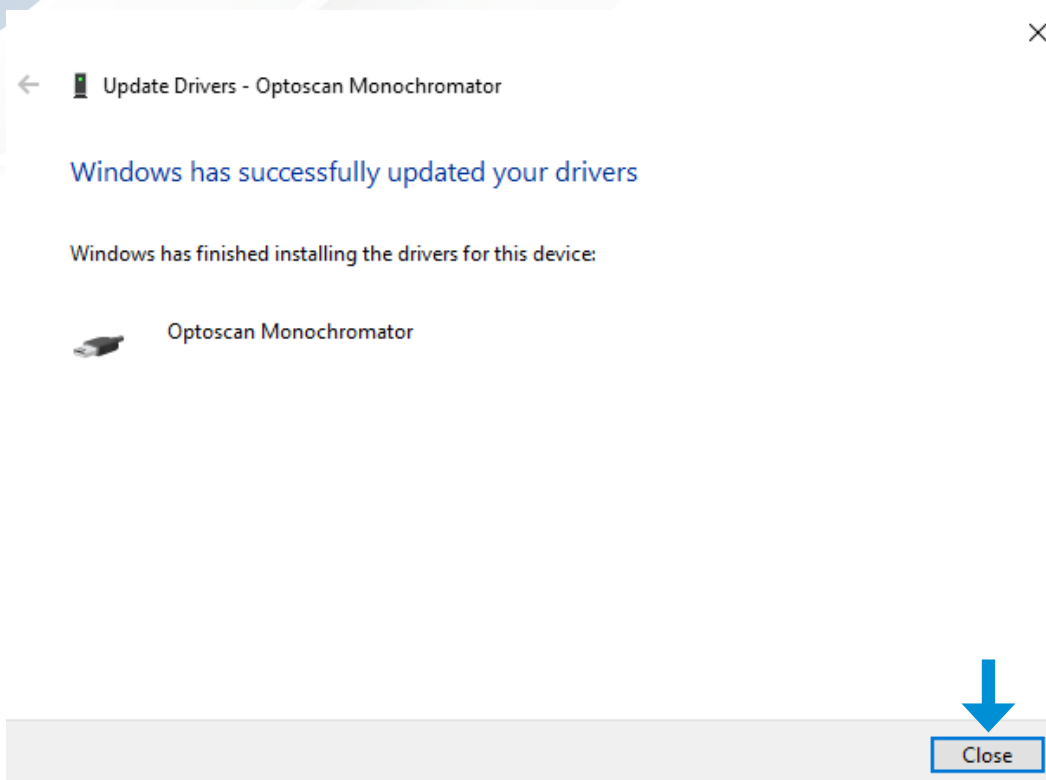 Update Drivers - Optoscan Monochromator
Windows has successfully updated your drivers
Windows has finished installing the drivers for this device:
Optoscan Monochromator
Close